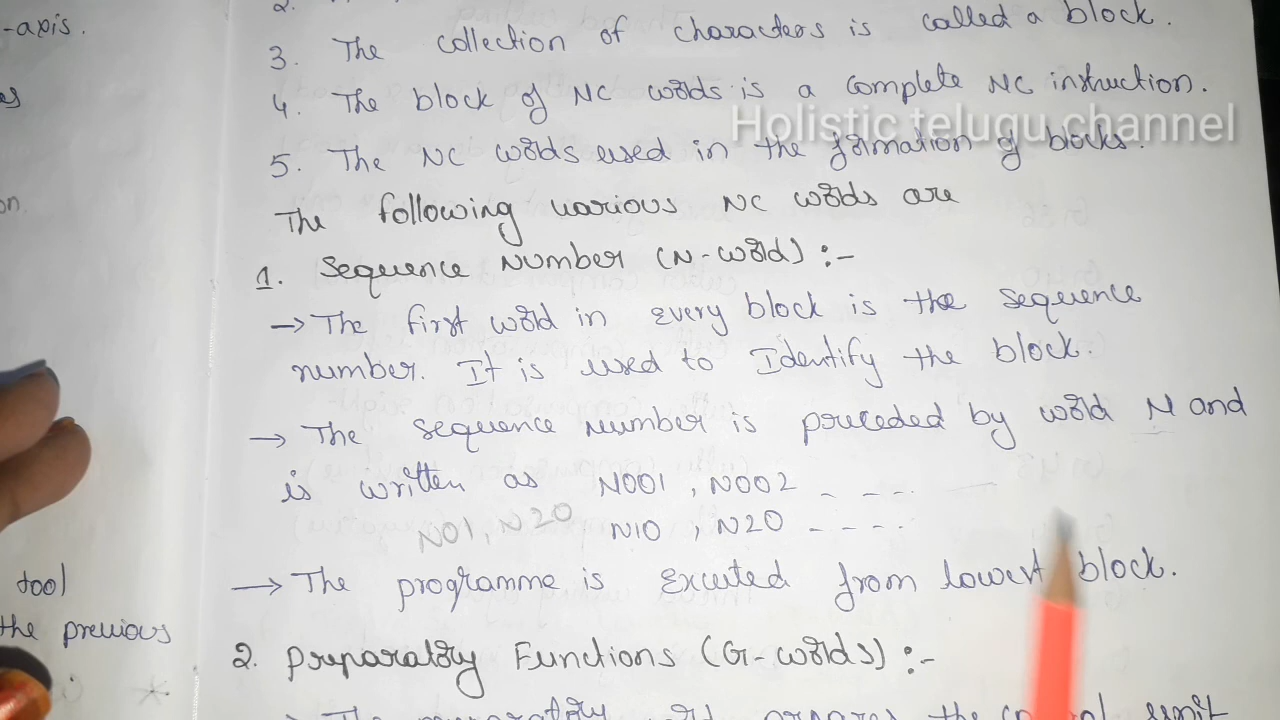 -axis.
2.
3. The collection of characters is called a block.
4. The block of NC words is a complete NC instruction.
Holistic telugu channel
5. The NC words used in the formation of blocks.
The following various NC words are
1. Sequence Number (N-word) :-
→ The first word in every block is the sequence
number. It is used to Identify the block.
→ The sequence number is preceded by word N and
is written as N001, N002 - - - -
N01, N20 N10, N20 - - - -
→ The programme is Excuted from lowest block.
tool
the previous
2. Preparatory Functions (G-words) :-